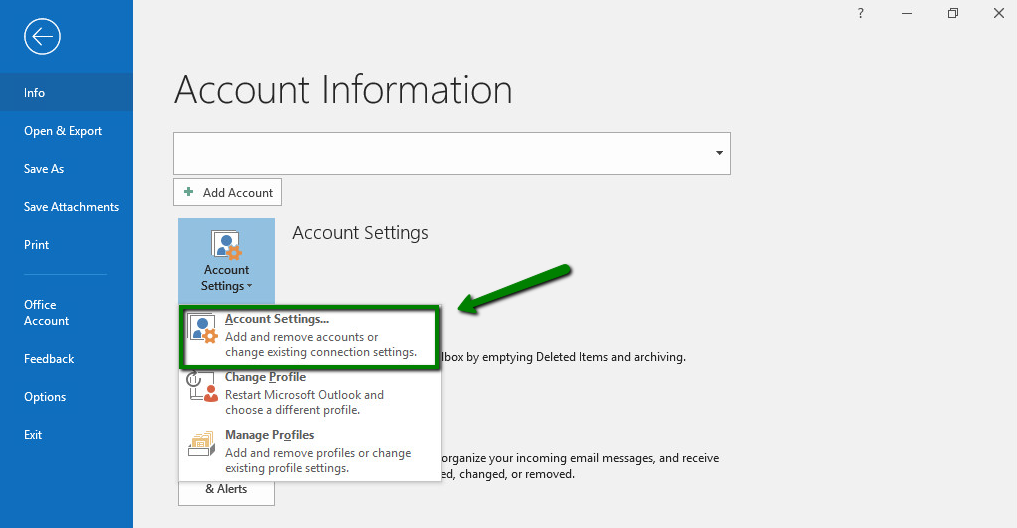 ?
Account Information
Info
Open & Export
Save As
Save Attachments
Print
Office
Account
Feedback
Options
Exit
Add Account
Account
Settings
Account Settings
Account Settings...
Add and remove accounts or
change existing connection settings.
lbox by emptying Deleted Items and archiving.
Change Profile
Restart Microsoft Outlook and
choose a different profile.
Manage Profiles
Add and remove profiles or change
existing profile settings.
organize your incoming email messages, and receive
ed, changed, or removed.
& Alerts